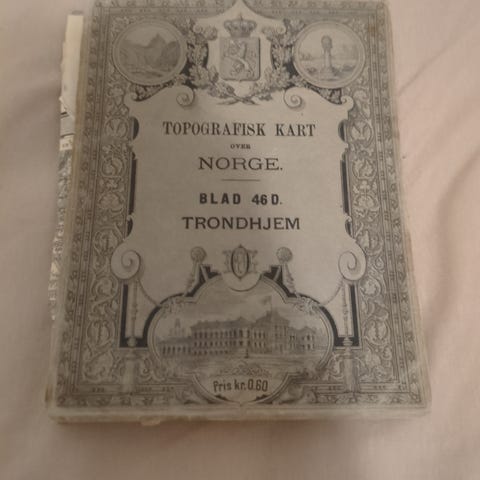 TOPOGRAFISK KART
OVER
NORGE.
BLAD 46 D.
TRONDHJEM
Pris kr. 0.60